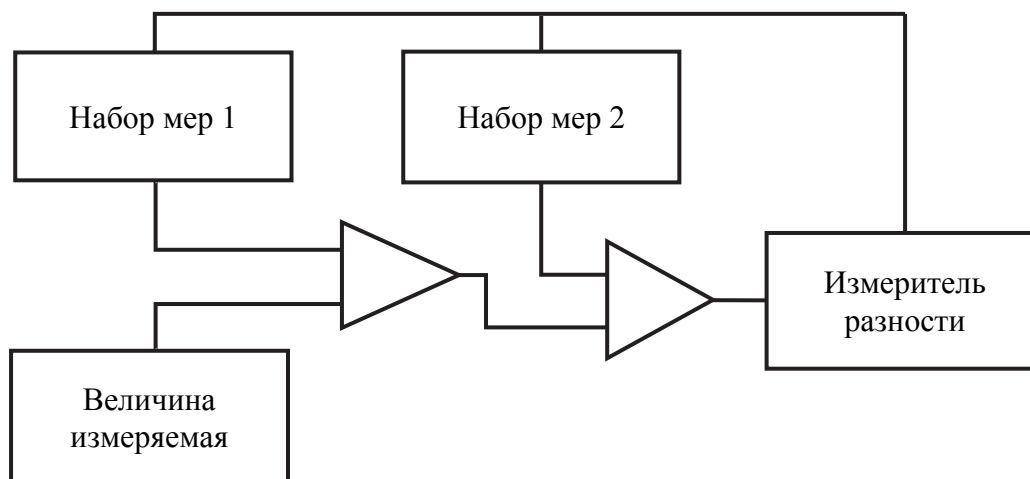 Набор мер 1
Набор мер 2
Измеритель
разности
Величина
измеряемая